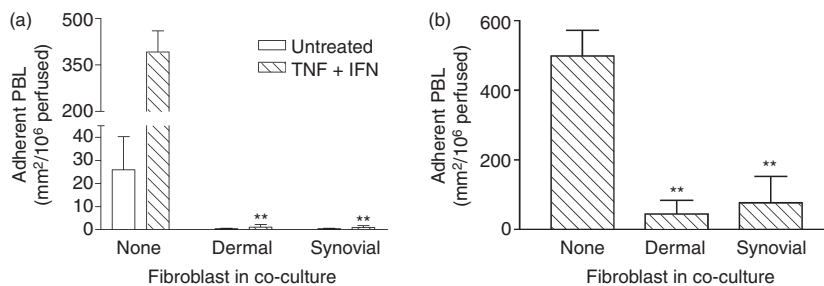 (a)
Adherent PBL
(mm²/10⁶ perfused)
500
350
200
40
30
20
10
0
Untreated
TNF + IFN
**
**
None
Dermal
Synovial
Fibroblast in co-culture
(b)
Adherent PBL
(mm²/10⁶ perfused)
600
400
200
0
**
**
None
Dermal
Synovial
Fibroblast in co-culture